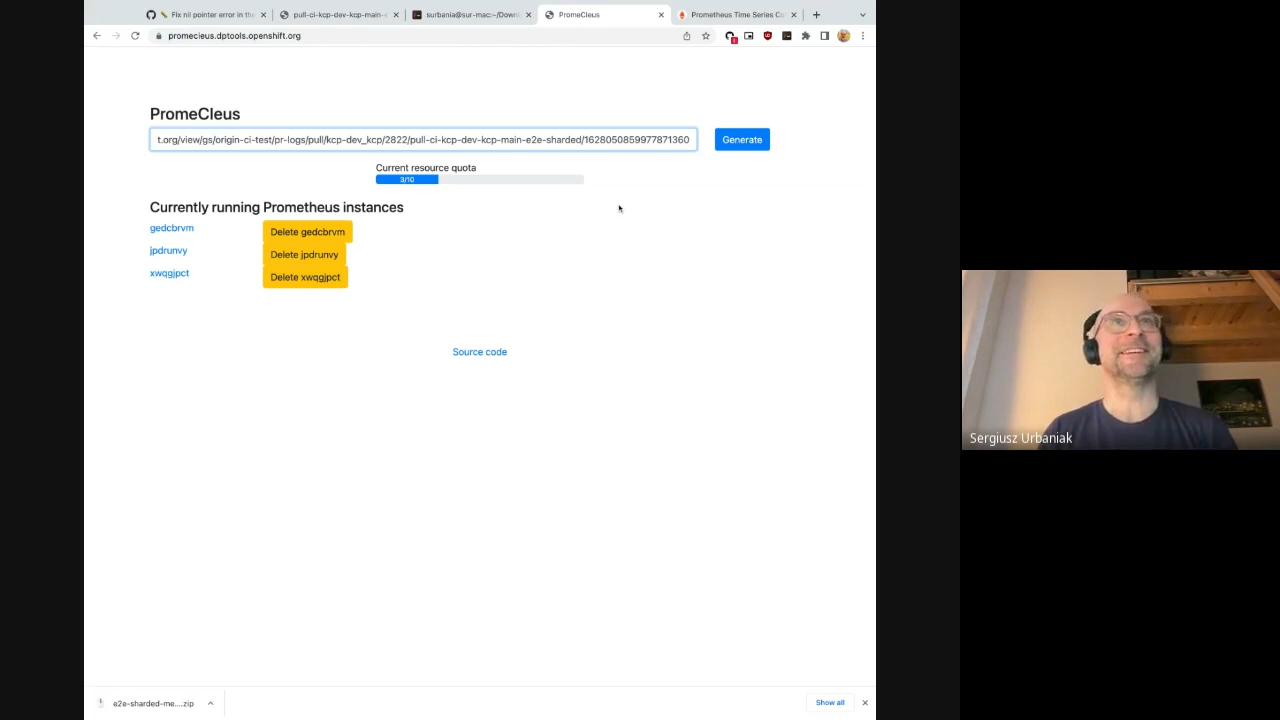 Fix nil pointer error in the
pull-ci-kcp-dev-kcp-main-e
surbania@sur-mac:~/Downl
PromeCIeus
Prometheus Time Series Co
promecieus.dptools.openshift.org
PromeCIeus
t.org/view/gs/origin-ci-test/pr-logs/pull/kcp-dev_kcp/2822/pull-ci-kcp-dev-kcp-main-e2e-sharded/1628050859977871360
Generate
Current resource quota
3/10
Currently running Prometheus instances
gedcbrvm
Delete gedcbrvm
jpdrunvy
Delete jpdrunvy
xwqgjpct
Delete xwqgjpct
Source code
Sergiusz Urbaniak
e2e-sharded-me....zip
Show all